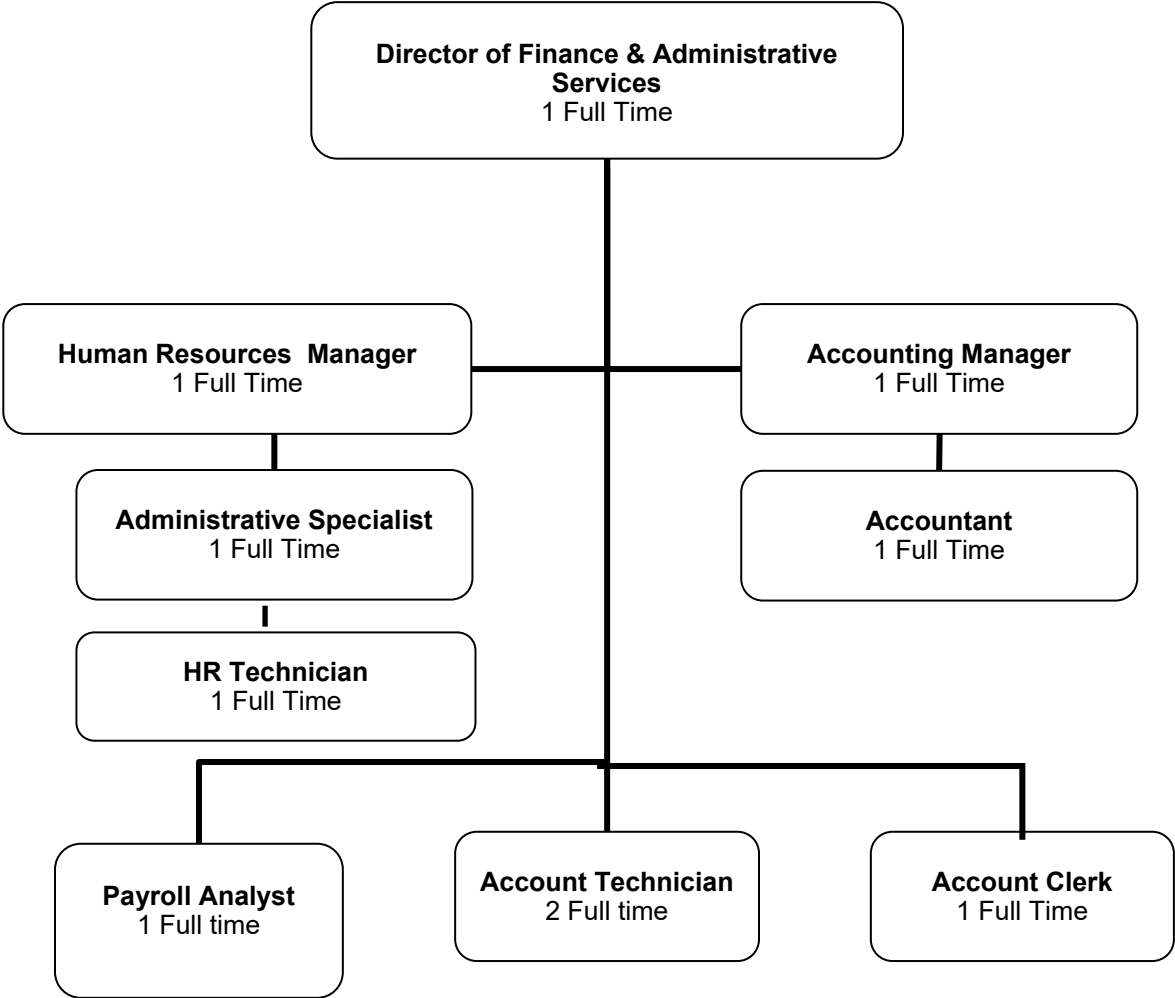 Director of Finance & Administrative
Services
1 Full Time
Human Resources  Manager
1 Full Time
Accounting Manager
1 Full Time
Administrative Specialist
1 Full Time
Accountant
1 Full Time
HR Technician
1 Full Time
Payroll Analyst
1 Full time
Account Technician
2 Full time
Account Clerk
1 Full Time